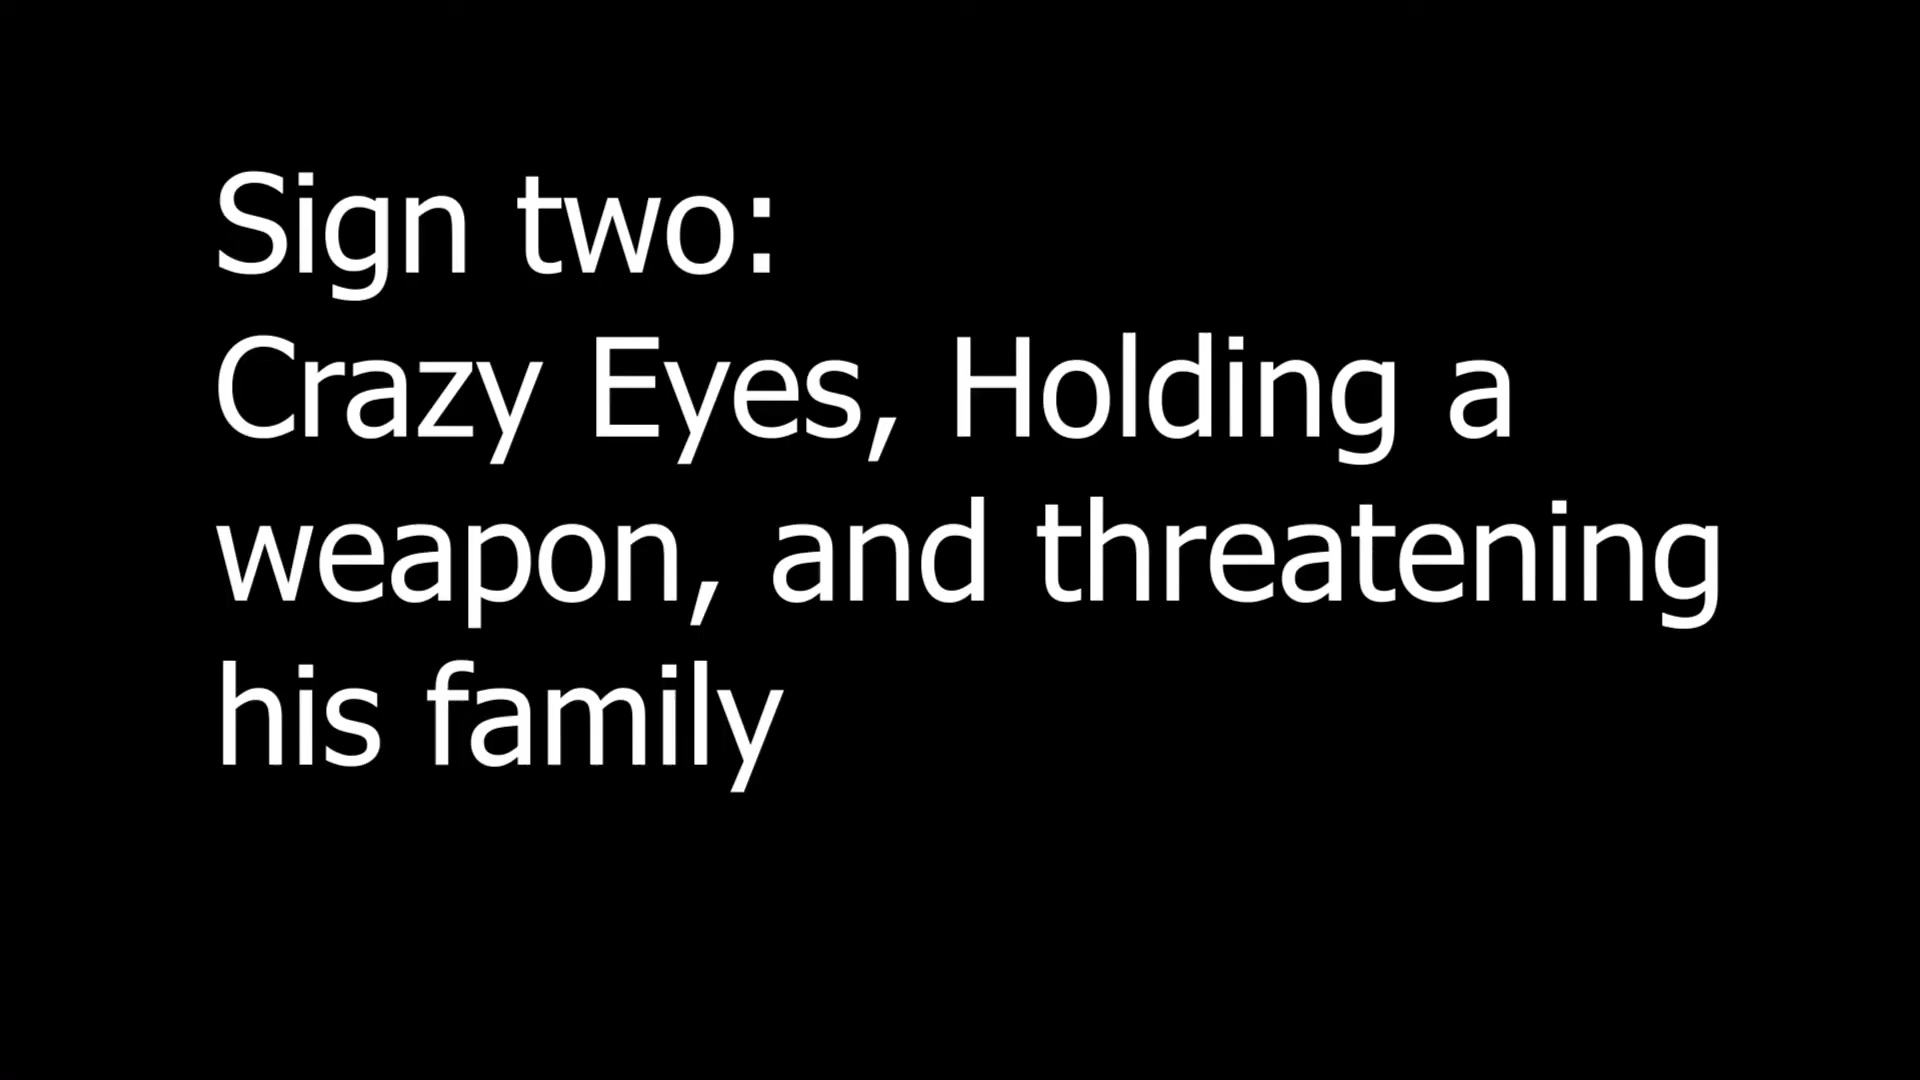 Sign two:
Crazy Eyes, Holding a
weapon, and threatening
his family